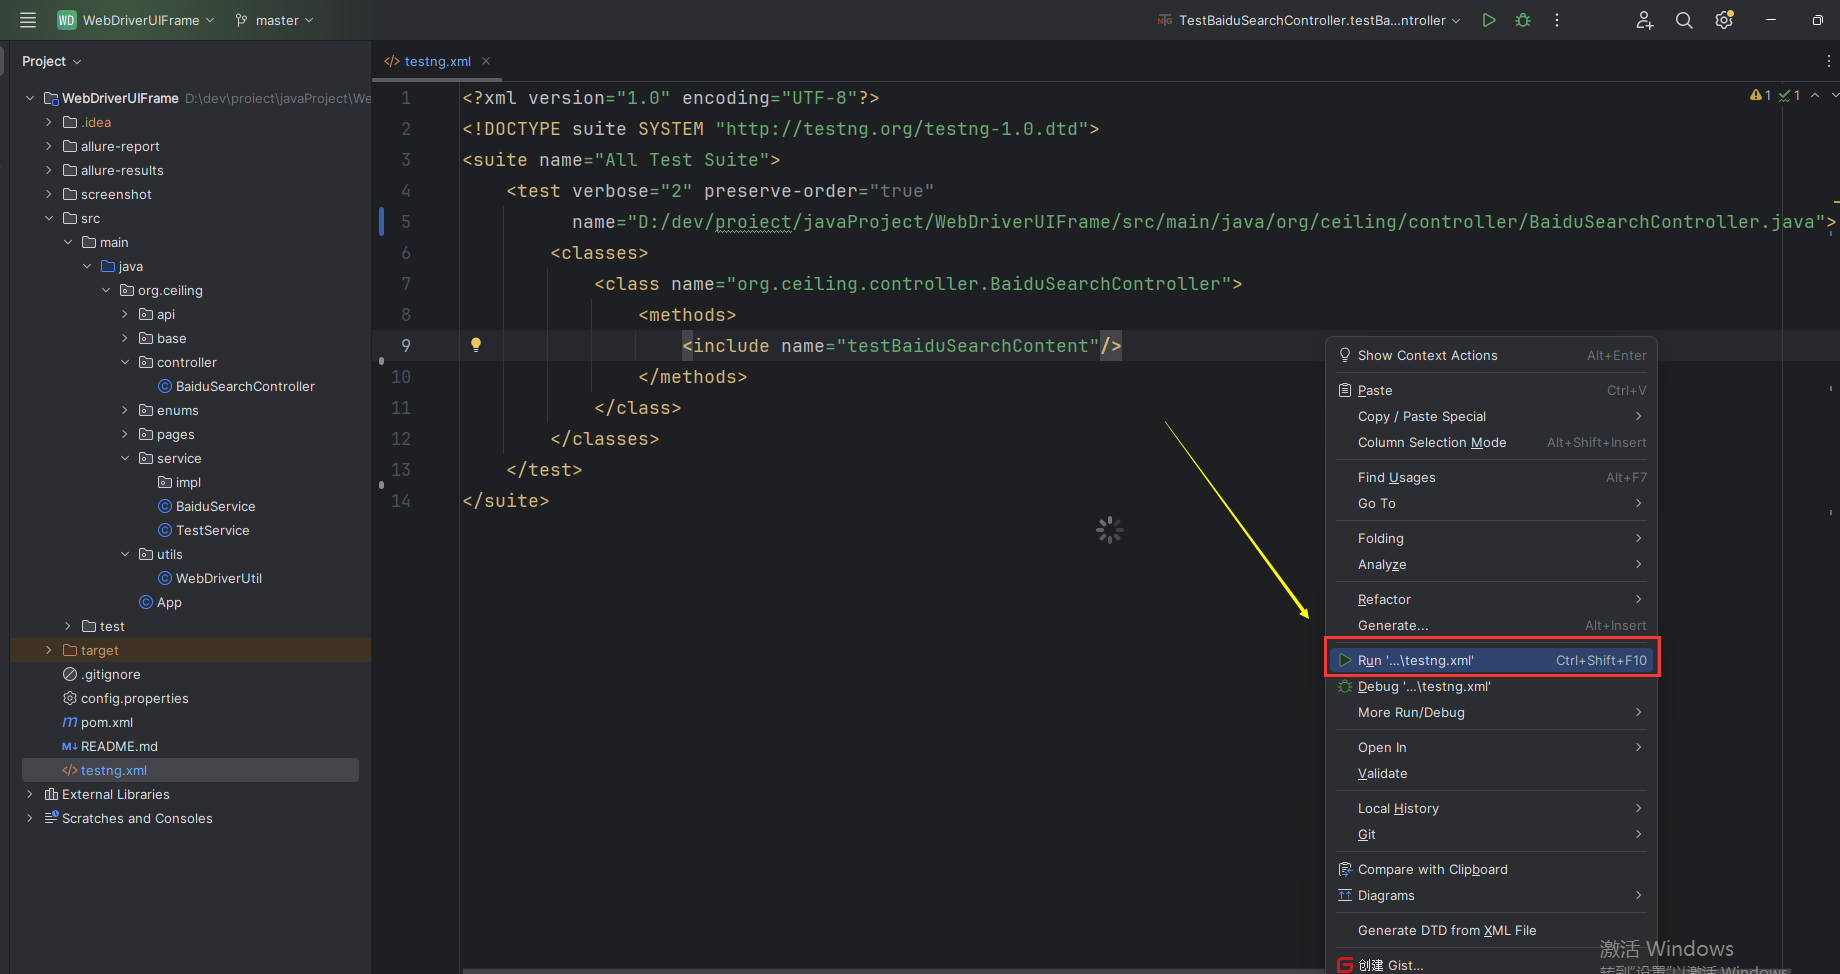 WD WebDriverUIFrame master TestBaiduSearchController.testBa...ntroller
Project
testng.xml
WebDriverUIFrame D:\dev\proiect\javaProject\We
.idea
allure-report
allure-results
screenshot
src
main
java
org.ceiling
api
base
controller
BaiduSearchController
enums
pages
service
impl
BaiduService
TestService
utils
WebDriverUtil
App
test
target
.gitignore
config.properties
pom.xml
README.md
testng.xml
External Libraries
Scratches and Consoles
1 <?xml version="1.0" encoding="UTF-8"?>
2 <!DOCTYPE suite SYSTEM "http://testng.org/testng-1.0.dtd">
3 <suite name="All Test Suite">
4 <test verbose="2" preserve-order="true"
5 name="D:/dev/proiect/javaProject/WebDriverUIFrame/src/main/java/org/ceiling/controller/BaiduSearchController.java">
6 <classes>
7 <class name="org.ceiling.controller.BaiduSearchController">
8 <methods>
9 <include name="testBaiduSearchContent"/>
10 </methods>
11 </class>
12 </classes>
13 </test>
14 </suite>
1 1
Show Context Actions Alt+Enter
Paste Ctrl+V
Copy / Paste Special
Column Selection Mode Alt+Shift+Insert
Find Usages Alt+F7
Go To
Folding
Analyze
Refactor
Generate... Alt+Insert
Run '...\testng.xml' Ctrl+Shift+F10
Debug '...\testng.xml'
More Run/Debug
Open In
Validate
Local History
Git
Compare with Clipboard
Diagrams
Generate DTD from XML File
创建 Gist...
激活 Windows
转到"设置"以激活 Windows